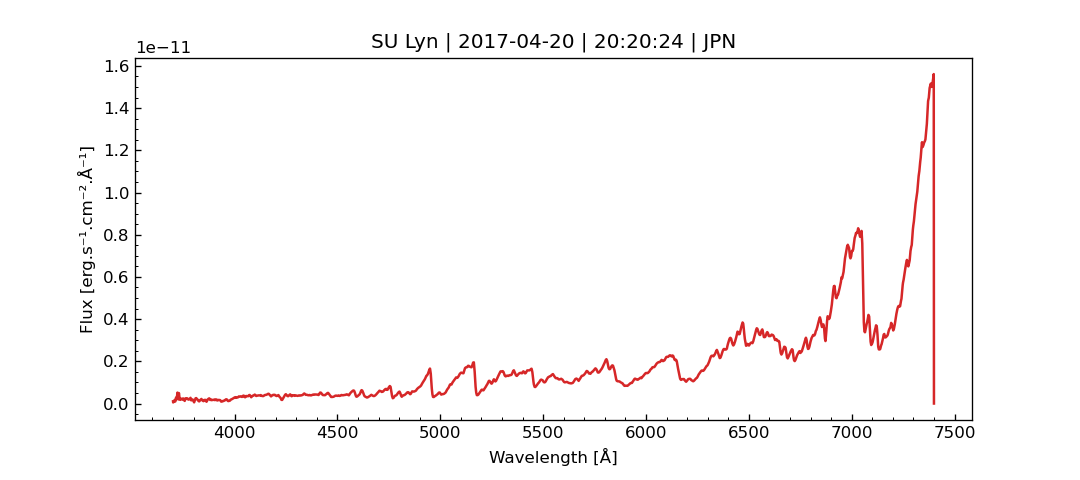 SU Lyn | 2017-04-20 | 20:20:24 | JPN
1e−11
1.6
1.4
1.2
1.0
0.8
0.6
0.4
0.2
0.0
Flux [erg.s⁻¹.cm⁻².Å⁻¹]
4000 4500 5000 5500 6000 6500 7000 7500
Wavelength [Å]